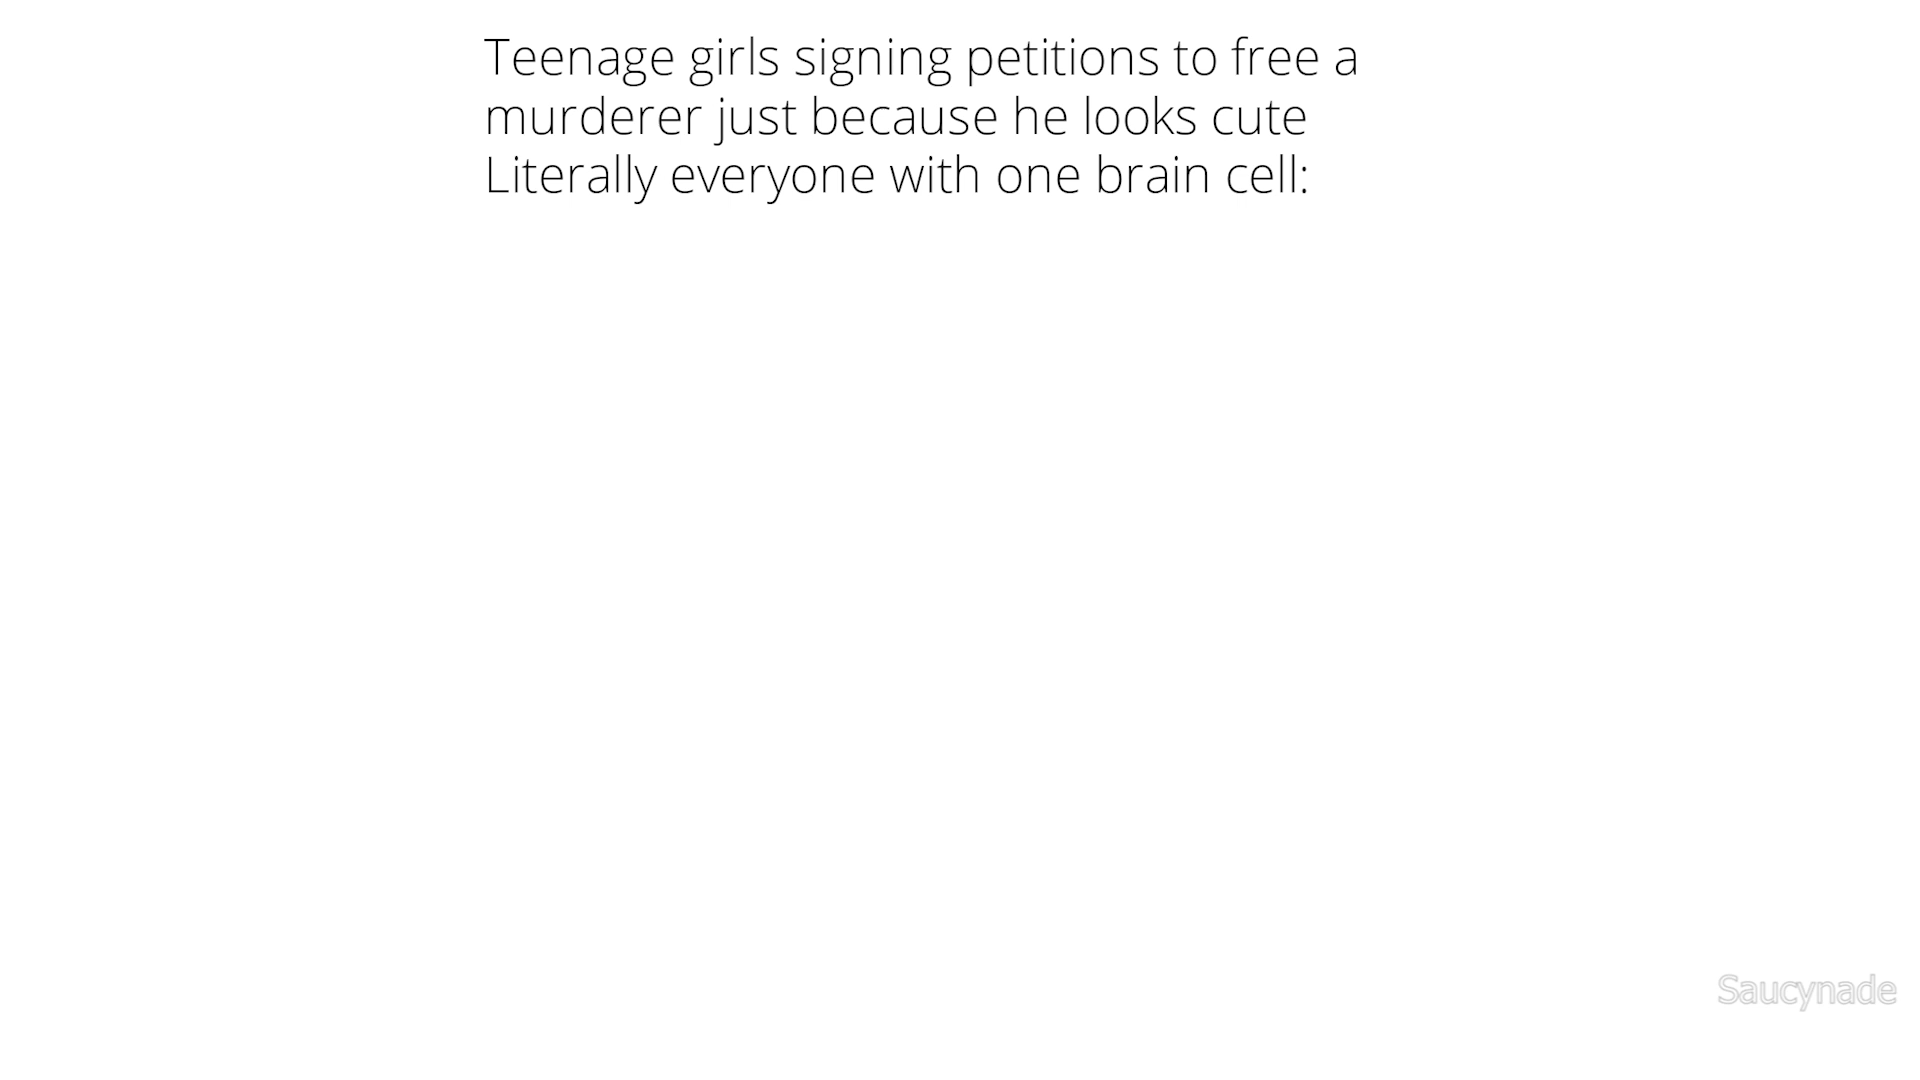 Teenage girls signing petitions to free a
murderer just because he looks cute
Literally everyone with one brain cell:
Saucynade